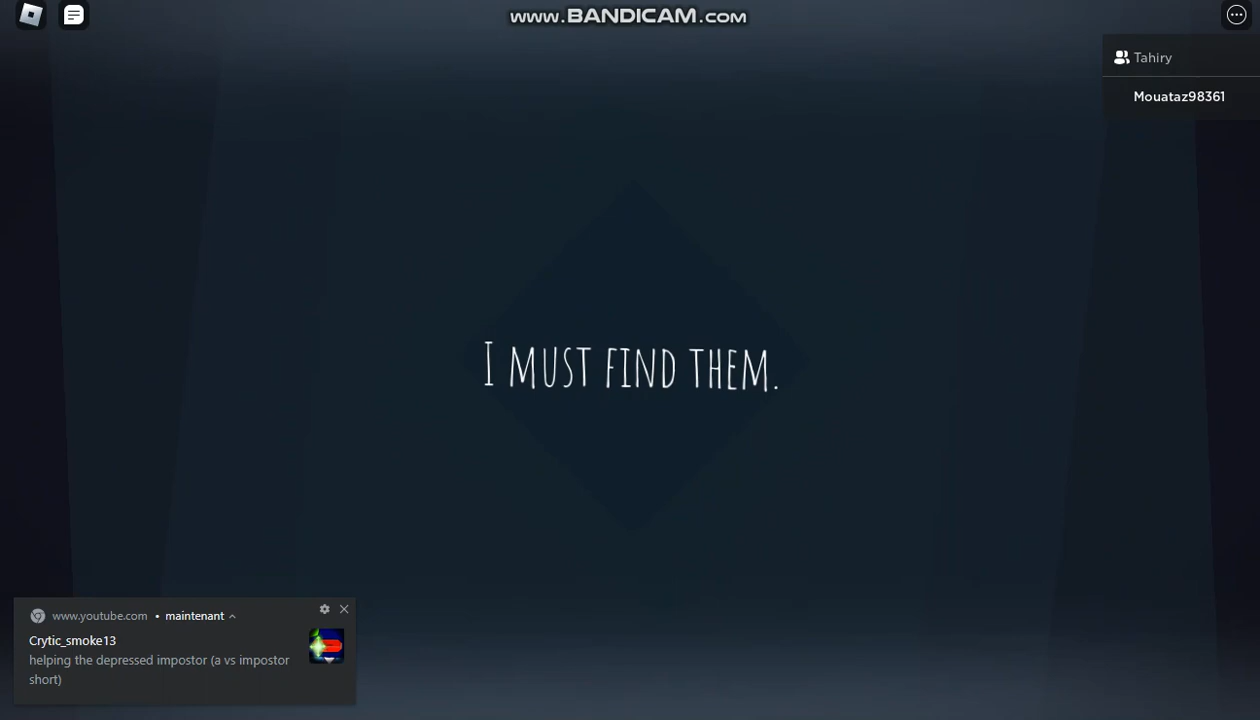 www.BANDICAM.com
Tahiry
Mouataz98361
I MUST FIND THEM.
www.youtube.com • maintenant
Crytic_smoke13
helping the depressed impostor (a vs impostor
short)